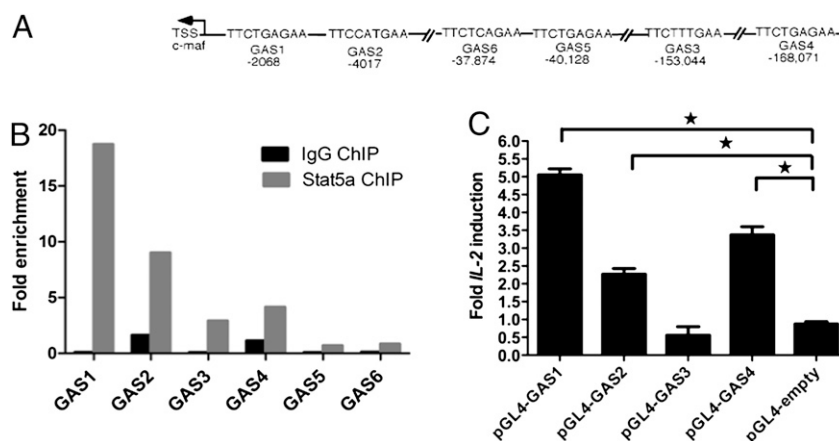 A
TSS TTCTGAGAA TTCCATGAA TTCTCAGAA TTCTGAGAA TTCTTTGAA TTCTGAGAA
c-maf GAS1 GAS2 GAS6 GAS5 GAS3 GAS4
-2068 -4017 -37.874 -40,128 -153,044 -168,071
B
IgG ChIP
Stat5a ChIP
Fold enrichment
20
15
10
5
0
GAS1 GAS2 GAS3 GAS4 GAS5 GAS6
C
Fold IL-2 induction
6.0
5.5
5.0
4.5
4.0
3.5
3.0
2.5
2.0
1.5
1.0
0.5
0.0
pGL4-GAS1 pGL4-GAS2 pGL4-GAS3 pGL4-GAS4 pGL4-empty